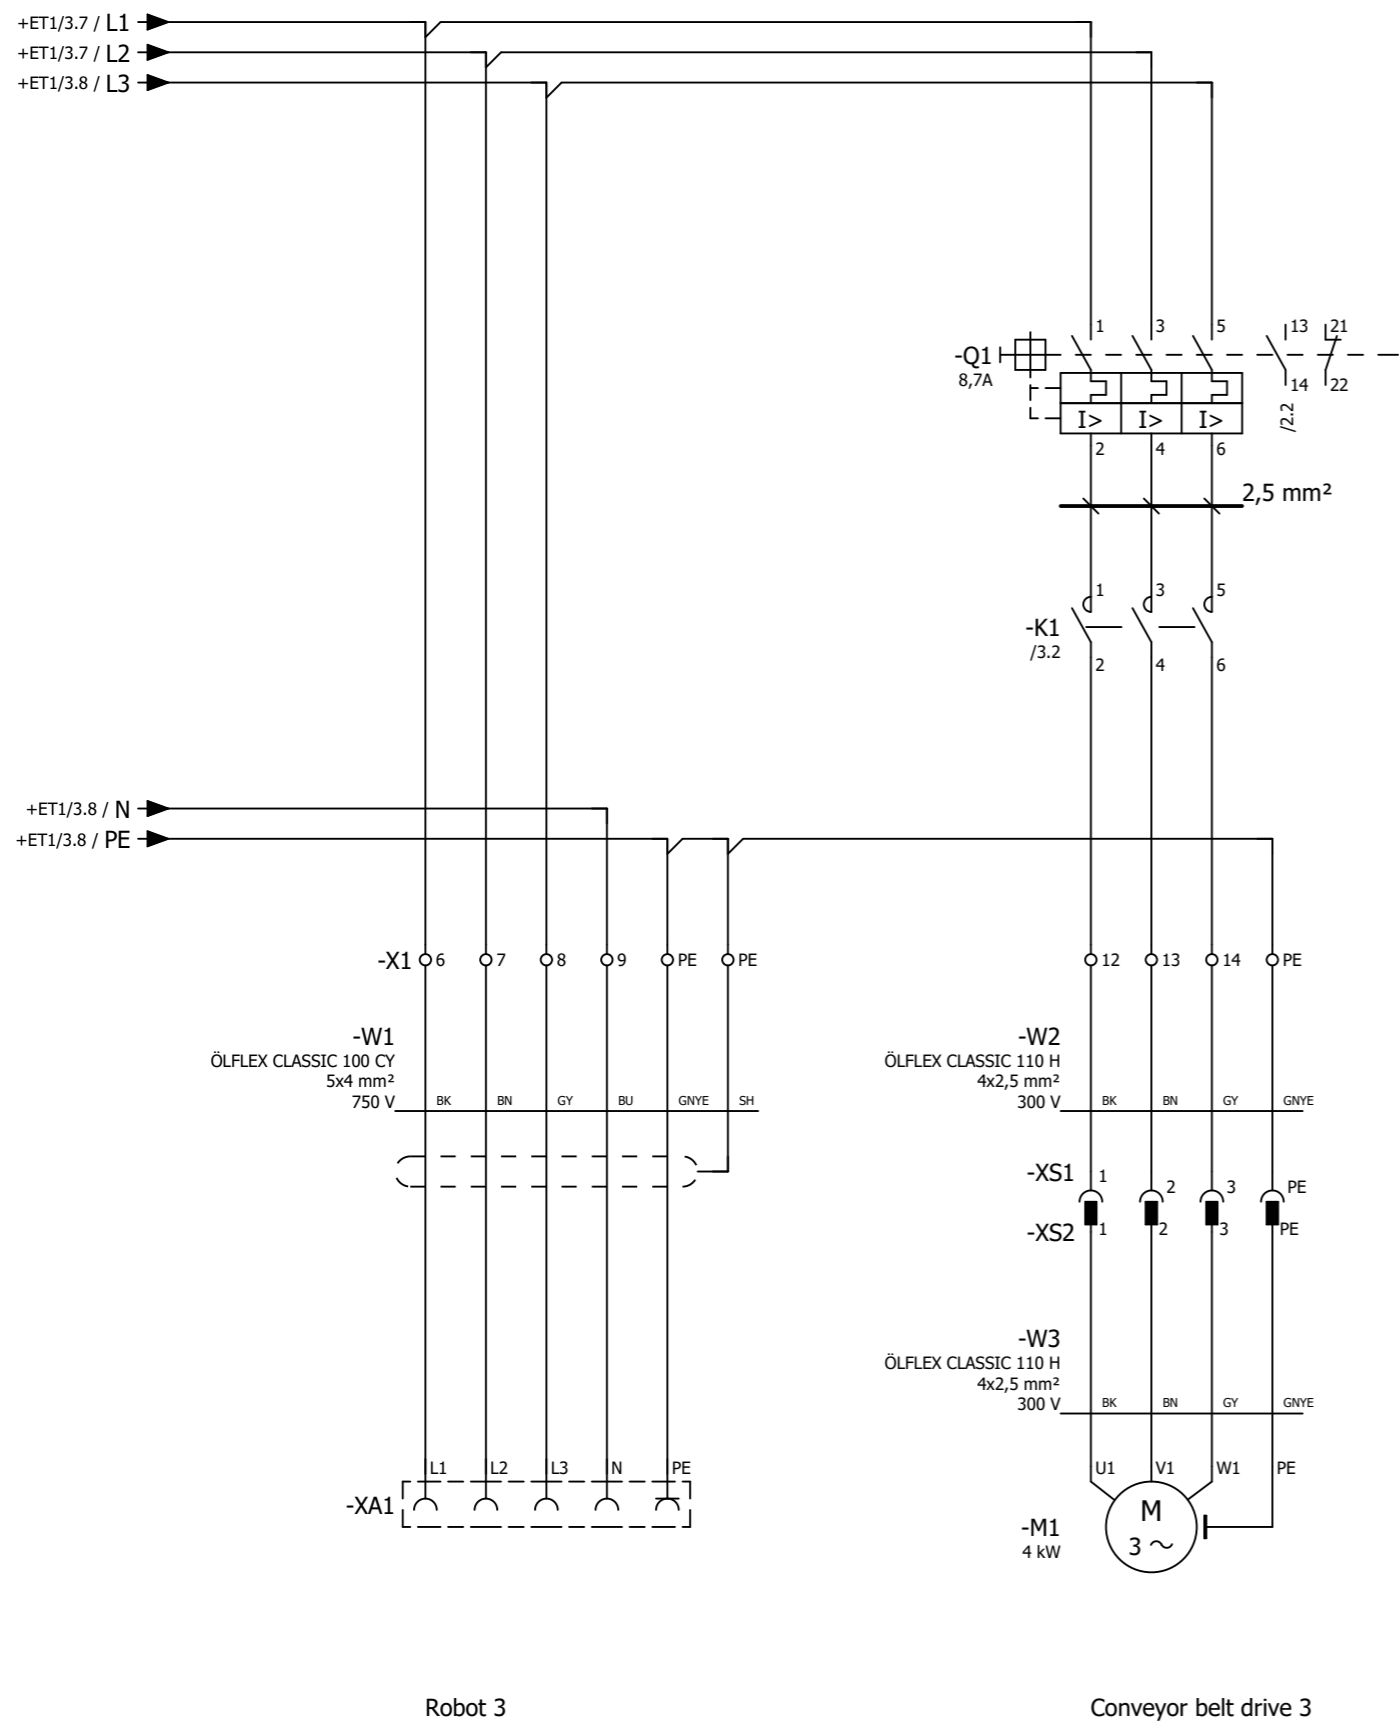 +ET1/3.7 / L1
+ET1/3.7 / L2
+ET1/3.8 / L3
1 3 5 13 21
-Q1
8,7A
14 22
/2.2
I> I> I>
2 4 6
2,5 mm²
1 3 5
-K1
/3.2
2 4 6
+ET1/3.8 / N
+ET1/3.8 / PE
-X1 6 7 8 9 PE PE 12 13 14 PE
-W1
ÖLFLEX CLASSIC 100 CY
5x4 mm²
750 V BK BN GY BU GNYE SH
-W2
ÖLFLEX CLASSIC 110 H
4x2,5 mm²
300 V BK BN GY GNYE
-XS1 1 2 3 PE
-XS2 1 2 3 PE
-W3
ÖLFLEX CLASSIC 110 H
4x2,5 mm²
300 V BK BN GY GNYE
L1 L2 L3 N PE
-XA1
U1 V1 W1 PE
M
3 ~
-M1
4 kW
Robot 3
Conveyor belt drive 3